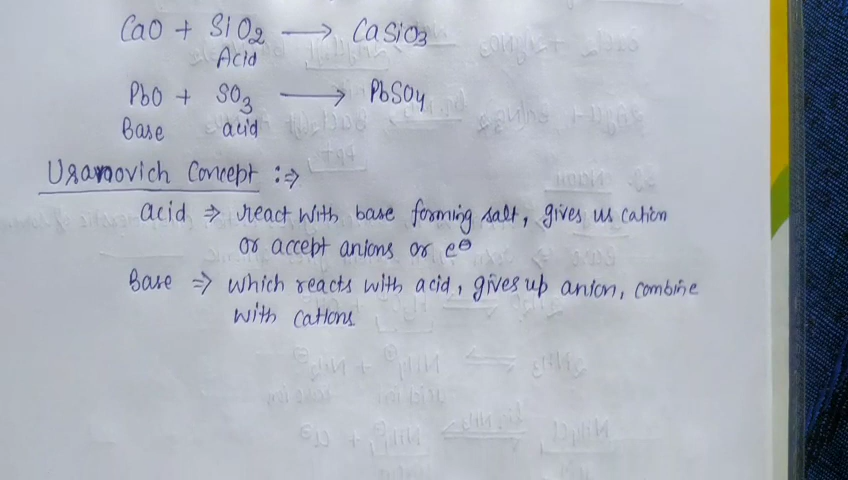 CaO + SiO2 ⟶ CaSiO3
Acid
PbO + SO3 ⟶ PbSO4
Base acid
Usanovich Concept :⇒
acid ⇒ react with base forming salt, gives us cation
or accept anions or e⊖
Base ⇒ which reacts with acid, gives up anion, combine
with cations